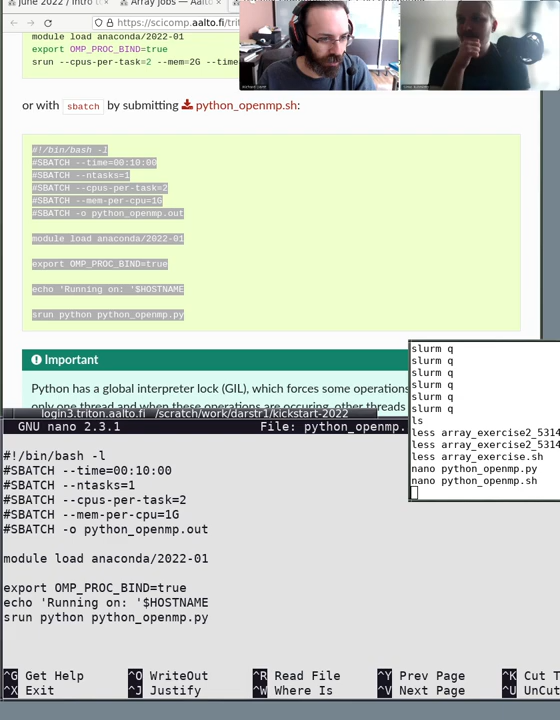 June 2022 / Intro
Array jobs — Aalto
https://scicomp.aalto.fi/trit
module load anaconda/2022-01
export OMP_PROC_BIND=true
srun --cpus-per-task=2 --mem=2G --time=
or with sbatch by submitting python_openmp.sh:
#!/bin/bash -l
#SBATCH --time=00:10:00
#SBATCH --ntasks=1
#SBATCH --cpus-per-task=2
#SBATCH --mem-per-cpu=1G
#SBATCH -o python_openmp.out
module load anaconda/2022-01
export OMP_PROC_BIND=true
echo 'Running on: '$HOSTNAME
srun python python_openmp.py
Important
Python has a global interpreter lock (GIL), which forces some operations
only one thread and when these operations are occuring, other threads
slurm q
slurm q
slurm q
slurm q
slurm q
slurm q
ls
less array_exercise2_5314
less array_exercise2_5314
less array_exercise.sh
nano python_openmp.py
nano python_openmp.sh
login3.triton.aalto.fi /scratch/work/darstr1/kickstart-2022
GNU nano 2.3.1 File: python_openmp.
#!/bin/bash -l
#SBATCH --time=00:10:00
#SBATCH --ntasks=1
#SBATCH --cpus-per-task=2
#SBATCH --mem-per-cpu=1G
#SBATCH -o python_openmp.out
module load anaconda/2022-01
export OMP_PROC_BIND=true
echo 'Running on: '$HOSTNAME
srun python python_openmp.py
^G Get Help ^O WriteOut ^R Read File ^Y Prev Page ^K Cut T
^X Exit ^J Justify ^W Where Is ^V Next Page ^U UnCut